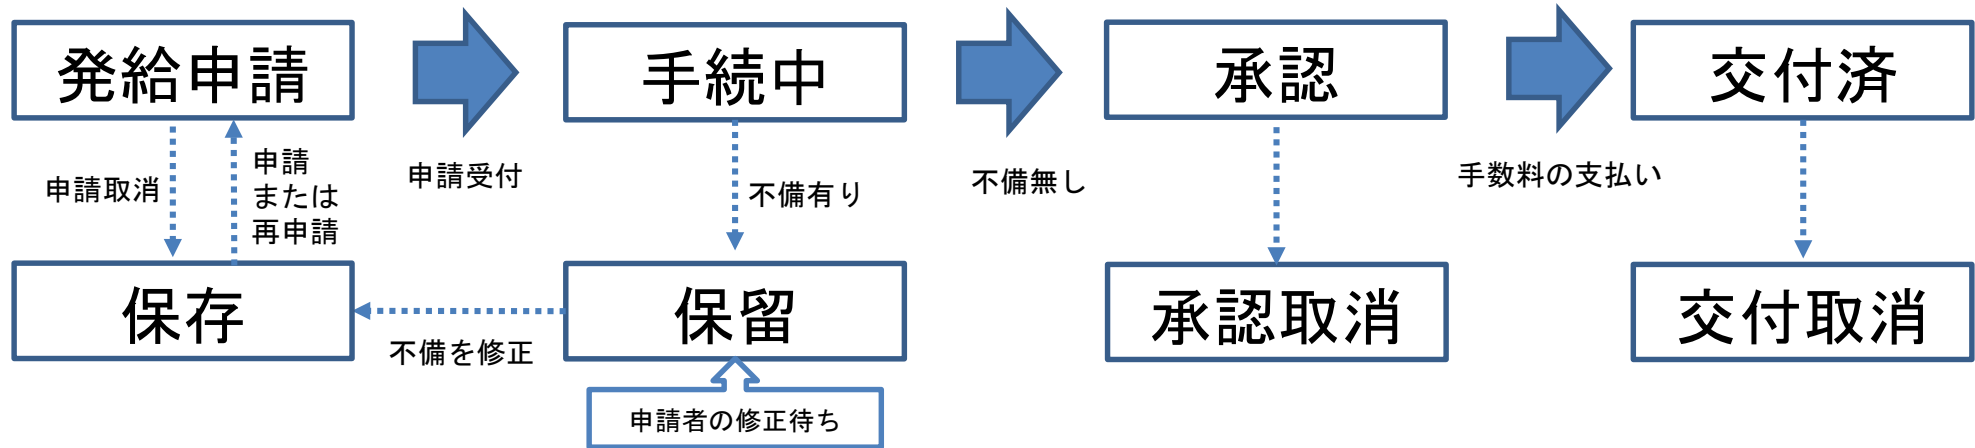 発給申請
手続中
承認
交付済
申請取消
申請
または
再申請
申請受付
不備有り
不備無し
手数料の支払い
保存
保留
承認取消
交付取消
不備を修正
申請者の修正待ち